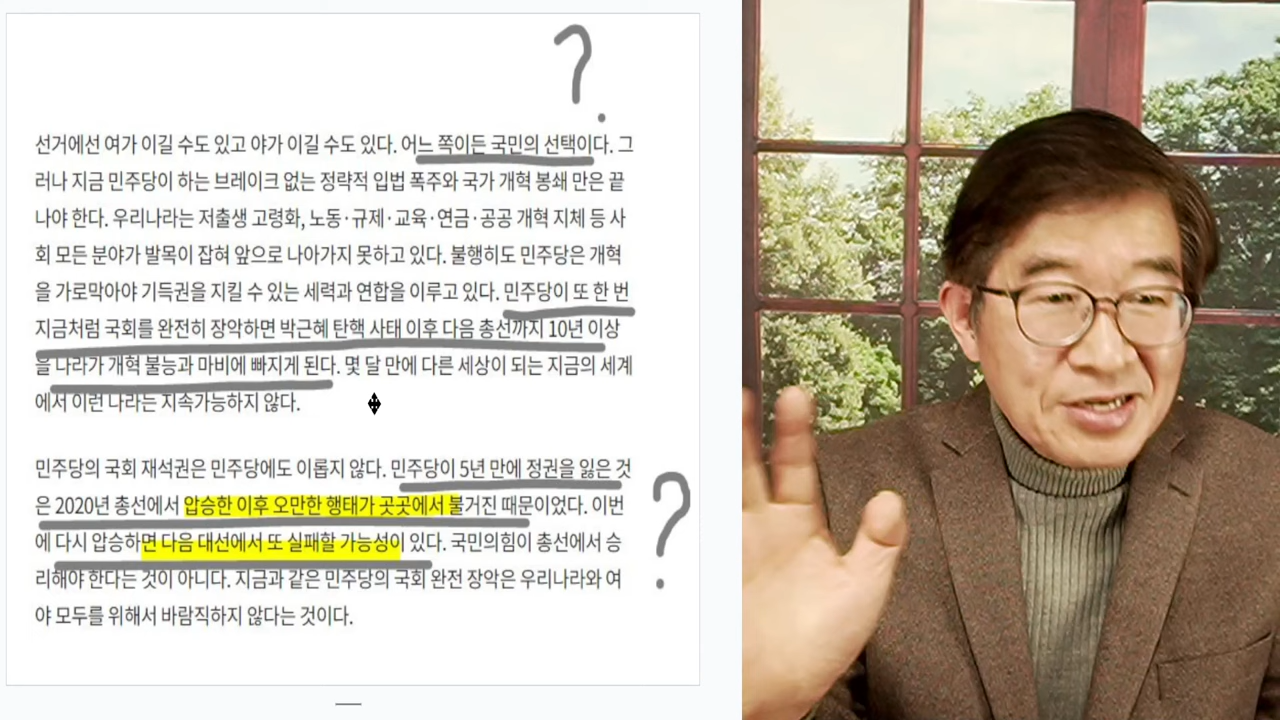 ?
선거에서 여가 이길 수도 있고 야가 이길 수도 있다. 어느 쪽이든 국민의 선택이다. 그
러나 지금 민주당이 하는 브레이크 없는 정략적 입법 폭주와 국가 개혁 봉쇄 만은 끝
나야 한다. 우리나라는 저출생 고령화, 노동·규제·교육·연금·공공 개혁 지체 등 사
회 모든 분야가 발목이 잡혀 앞으로 나아가지 못하고 있다. 불행히도 민주당은 개혁
을 가로막아야 기득권을 지킬 수 있는 세력과 연합을 이루고 있다. 민주당이 또 한 번
지금처럼 국회를 완전히 장악하면 박근혜 탄핵 사태 이후 다음 총선까지 10년 이상
을 나라가 개혁 불능과 마비에 빠지게 된다. 몇 달 만에 다른 세상이 되는 지금의 세계
에서 이런 나라는 지속가능하지 않다.
민주당의 국회 재석권은 민주당에도 이롭지 않다. 민주당이 5년 만에 정권을 잃은 것
은 2020년 총선에서 압승한 이후 오만한 행태가 곳곳에서 불거진 때문이었다. 이번
에 다시 압승하면 다음 대선에서 또 실패할 가능성이 있다. 국민의힘이 총선에서 승
리해야 한다는 것이 아니다. 지금과 같은 민주당의 국회 완전 장악은 우리나라와 여
야 모두를 위해서 바람직하지 않다는 것이다.
?